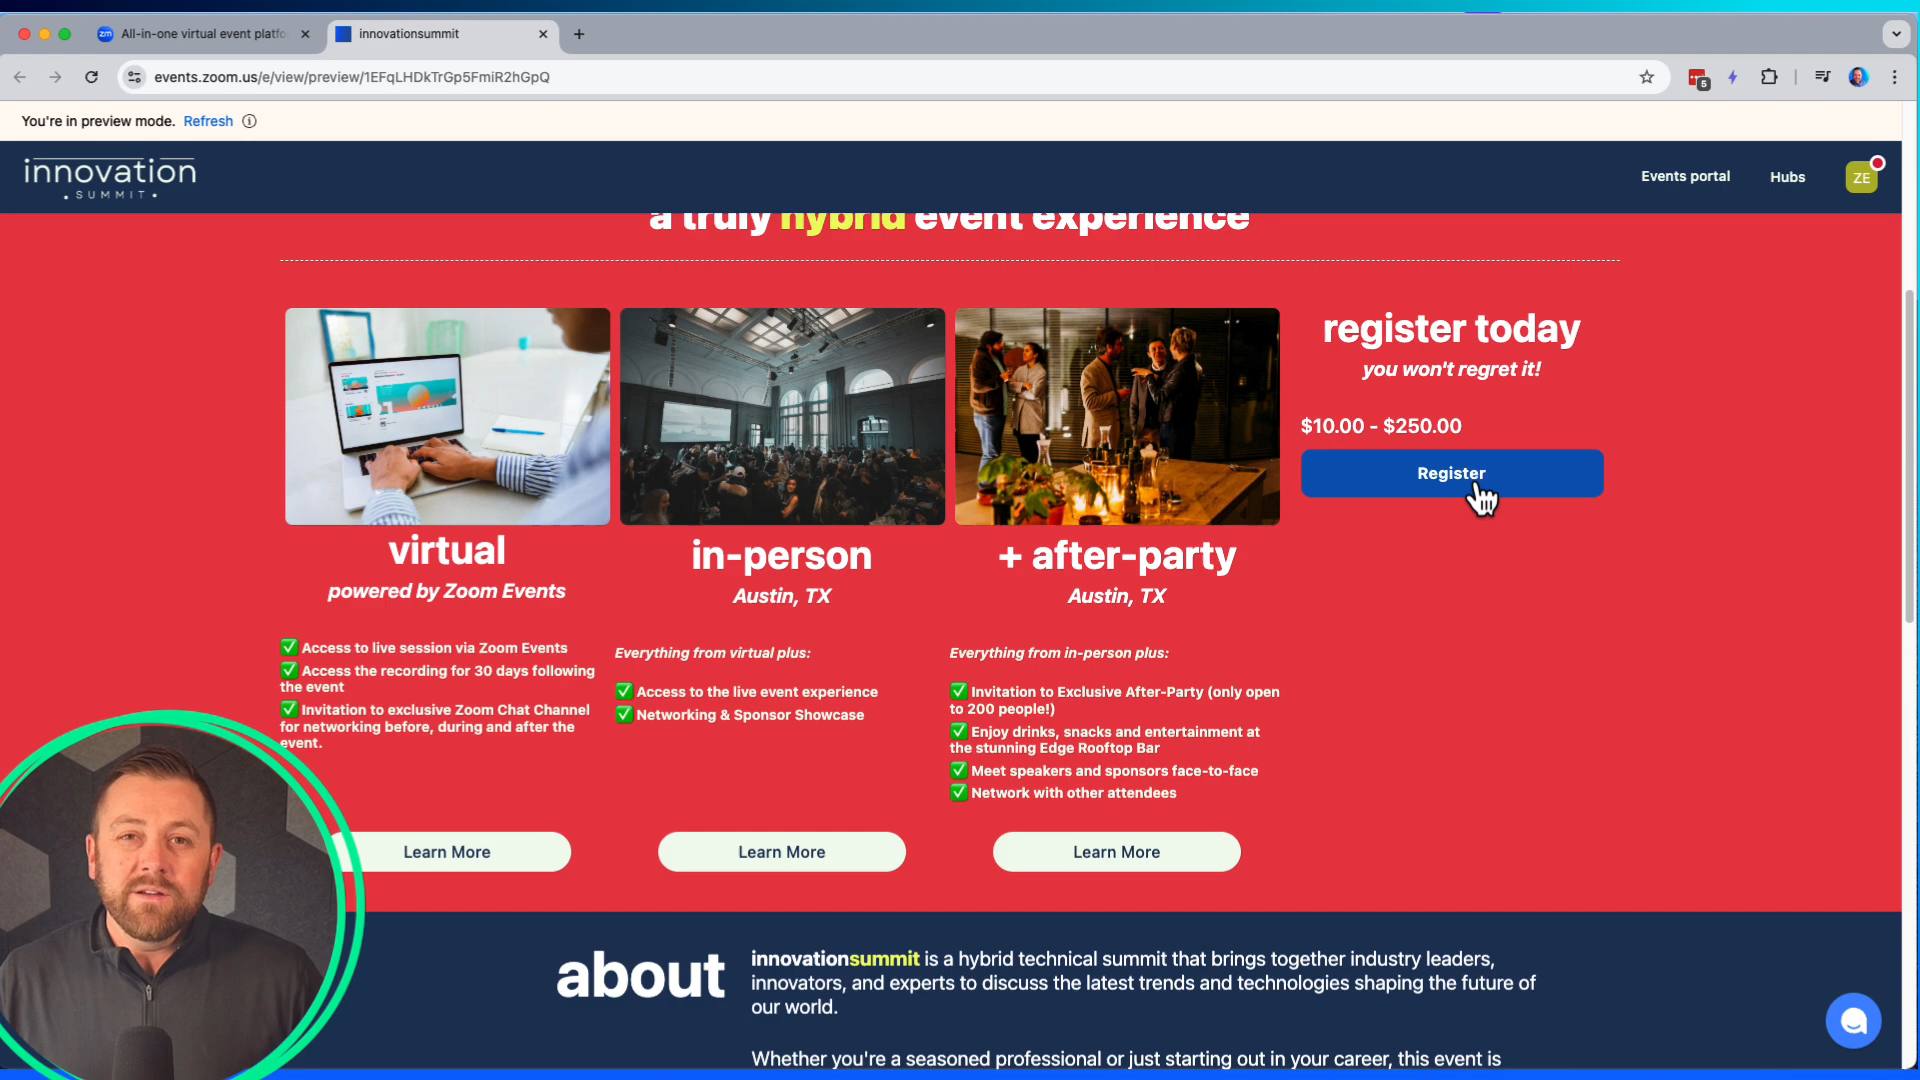 All-in-one virtual event platfo
innovationsummit
events.zoom.us/e/view/preview/1EFqLHDkTrGp5FmiR2hGpQ
5
You're in preview mode. Refresh
innovation
SUMMIT
Events portal
Hubs
ZE
a truly hybrid event experience
virtual
powered by Zoom Events
✅ Access to live session via Zoom Events
✅ Access the recording for 30 days following
the event
✅ Invitation to exclusive Zoom Chat Channel
for networking before, during and after the
event.
Learn More
in-person
Austin, TX
Everything from virtual plus:
✅ Access to the live event experience
✅ Networking & Sponsor Showcase
Learn More
+ after-party
Austin, TX
Everything from in-person plus:
✅ Invitation to Exclusive After-Party (only open
to 200 people!)
✅ Enjoy drinks, snacks and entertainment at
the stunning Edge Rooftop Bar
✅ Meet speakers and sponsors face-to-face
✅ Network with other attendees
Learn More
register today
you won't regret it!
$10.00 - $250.00
Register
about
innovationsummit is a hybrid technical summit that brings together industry leaders,
innovators, and experts to discuss the latest trends and technologies shaping the future of
our world.
Whether you're a seasoned professional or just starting out in your career, this event is